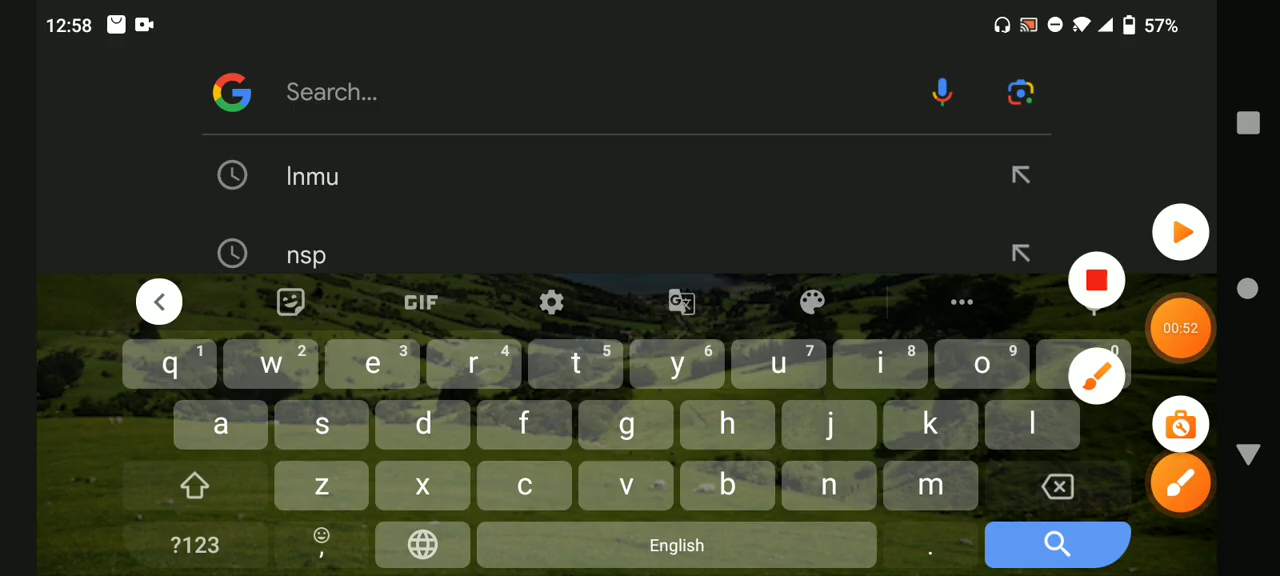 12:58 57%
Search...
lnmu
nsp
GIF
00:52
q1 w2 e3 r4 t5 y6 u7 i8 o9 0
a s d f g h j k l
z x c v b n m
?123 , English .